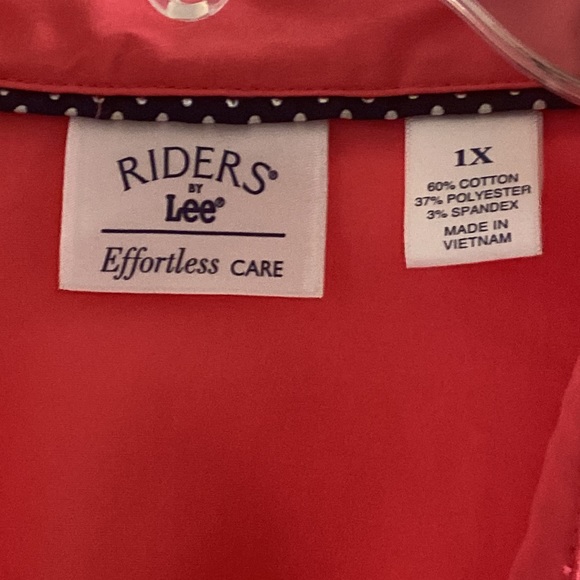 RIDERS®
BY
Lee®
Effortless CARE
1X
60% COTTON
37% POLYESTER
3% SPANDEX
MADE IN
VIETNAM